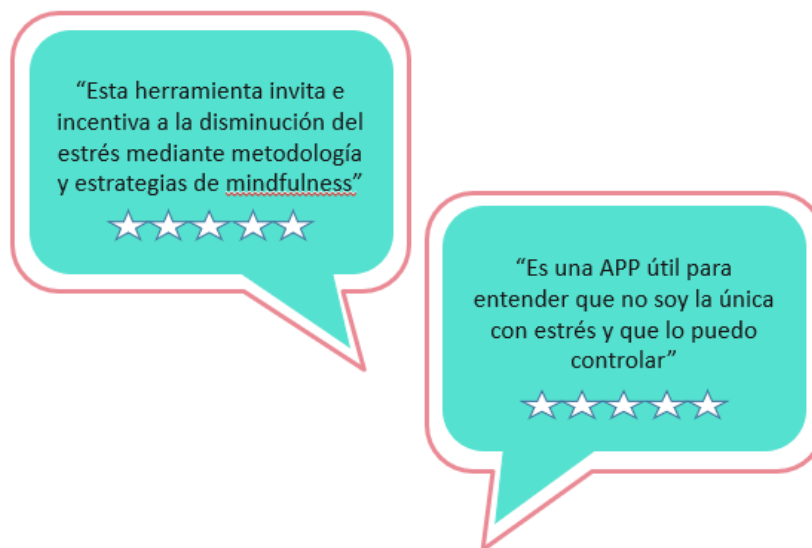 “Esta herramienta invita e
incentiva a la disminución del
estrés mediante metodología
y estrategias de mindfulness”
“Es una APP útil para
entender que no soy la única
con estrés y que lo puedo
controlar”